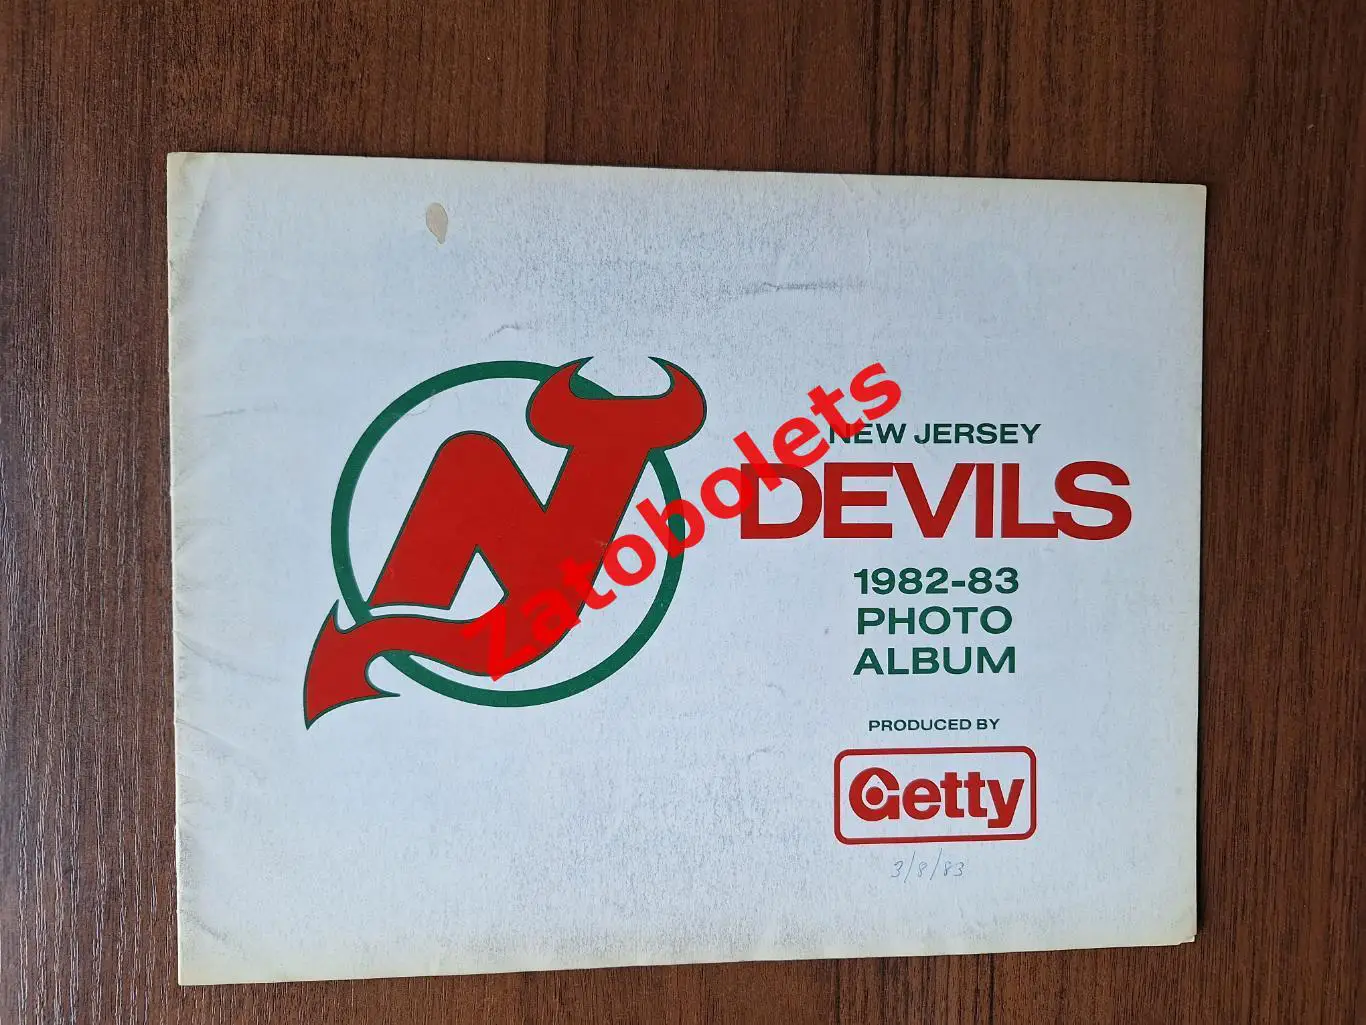 NEW JERSEY
DEVILS
1982-83
PHOTO
ALBUM
PRODUCED BY
Getty
3/8/83
Zatobolets